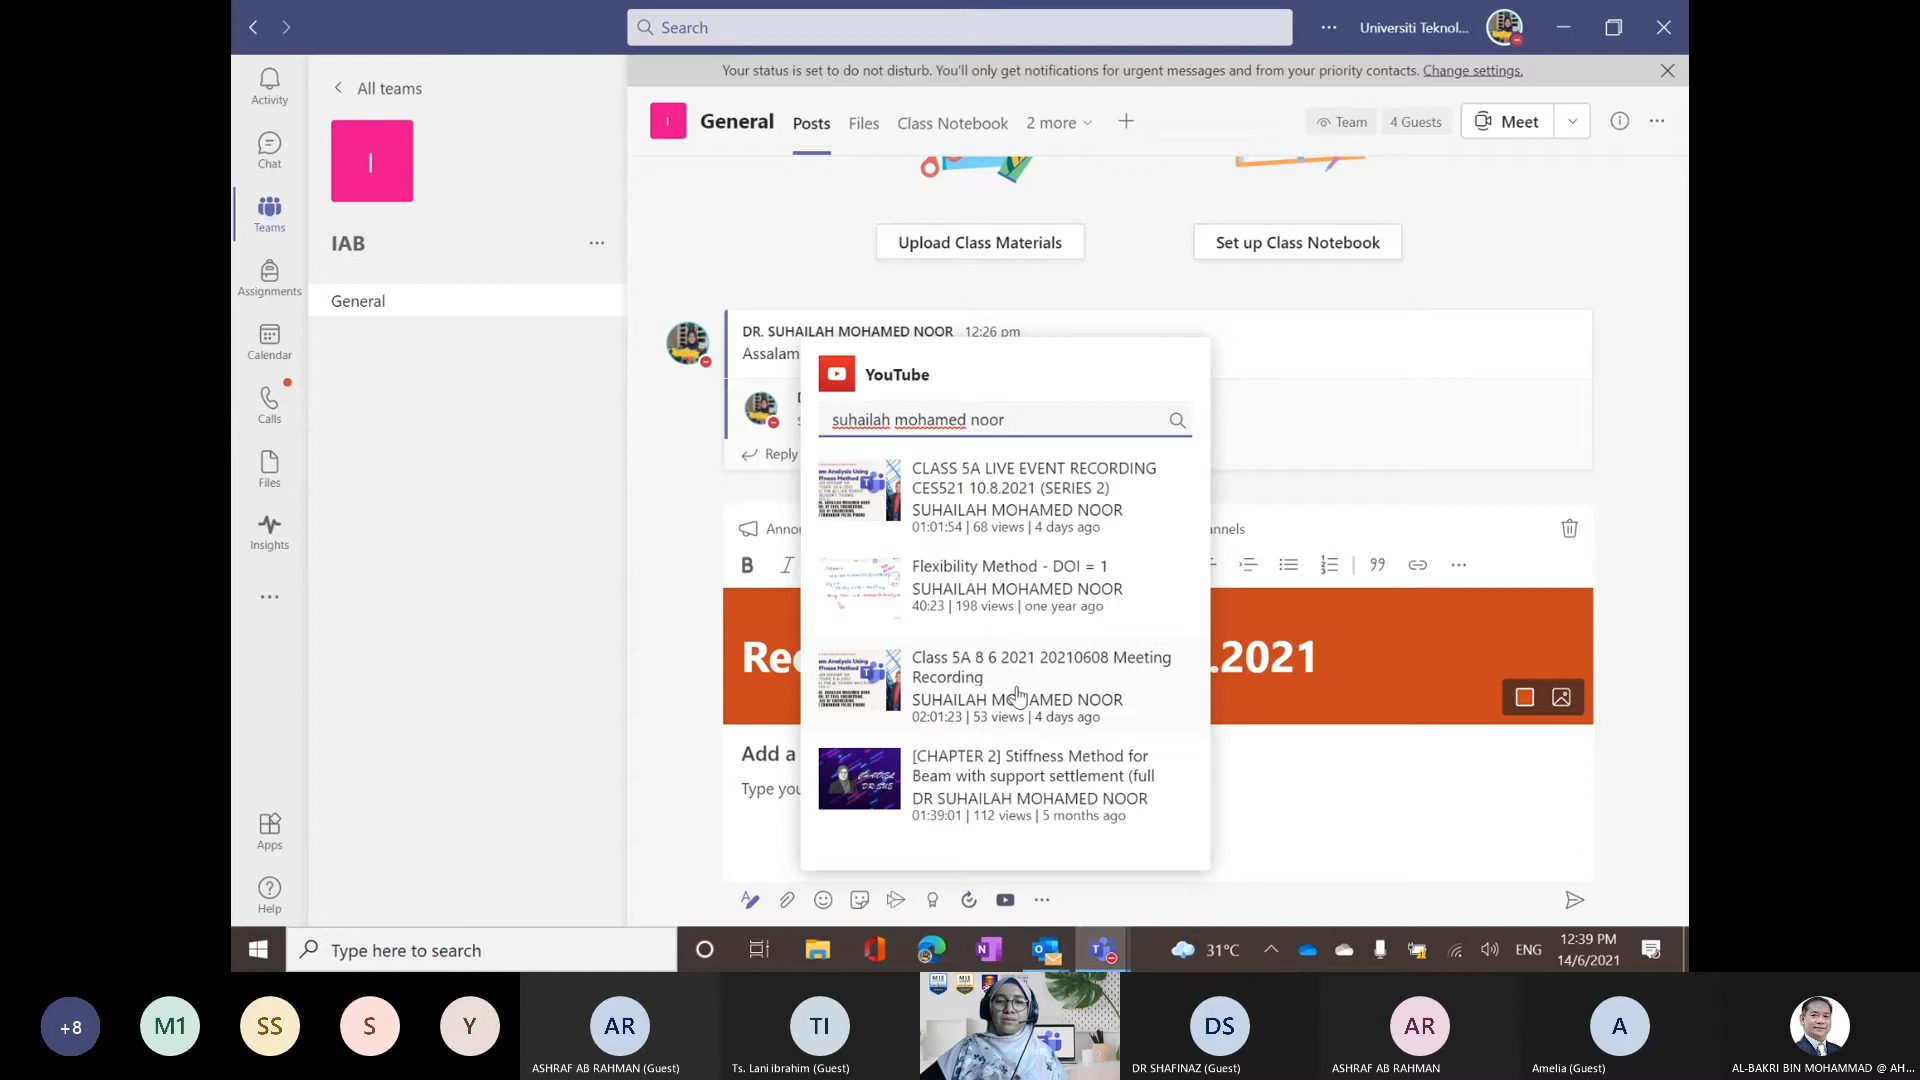 Search
Universiti Teknol...
Your status is set to do not disturb. You'll only get notifications for urgent messages and from your priority contacts. Change settings.
Activity
Chat
Teams
Assignments
Calendar
Calls
Files
Insights
Apps
Help
All teams
I
IAB
General
I
General
Posts
Files
Class Notebook
2 more
Team
4 Guests
Meet
Upload Class Materials
Set up Class Notebook
DR. SUHAILAH MOHAMED NOOR 12:26 pm
Assalam
Reply
YouTube
suhailah mohamed noor
CLASS 5A LIVE EVENT RECORDING
CES521 10.8.2021 (SERIES 2)
SUHAILAH MOHAMED NOOR
01:01:54 | 68 views | 4 days ago
Flexibility Method - DOI = 1
SUHAILAH MOHAMED NOOR
40:23 | 198 views | one year ago
Class 5A 8 6 2021 20210608 Meeting
Recording
SUHAILAH MOHAMED NOOR
02:01:23 | 53 views | 4 days ago
[CHAPTER 2] Stiffness Method for
Beam with support settlement (full
DR SUHAILAH MOHAMED NOOR
01:39:01 | 112 views | 5 months ago
Annou
annels
B I
Rec
.2021
Add a
Type you
Type here to search
31°C
ENG
12:39 PM
14/6/2021
+8
M1
SS
S
Y
AR
ASHRAF AB RAHMAN (Guest)
TI
Ts. Lani ibrahim (Guest)
DS
DR SHAFINAZ (Guest)
AR
ASHRAF AB RAHMAN
A
Amelia (Guest)
AL-BAKRI BIN MOHAMMAD @ AH...